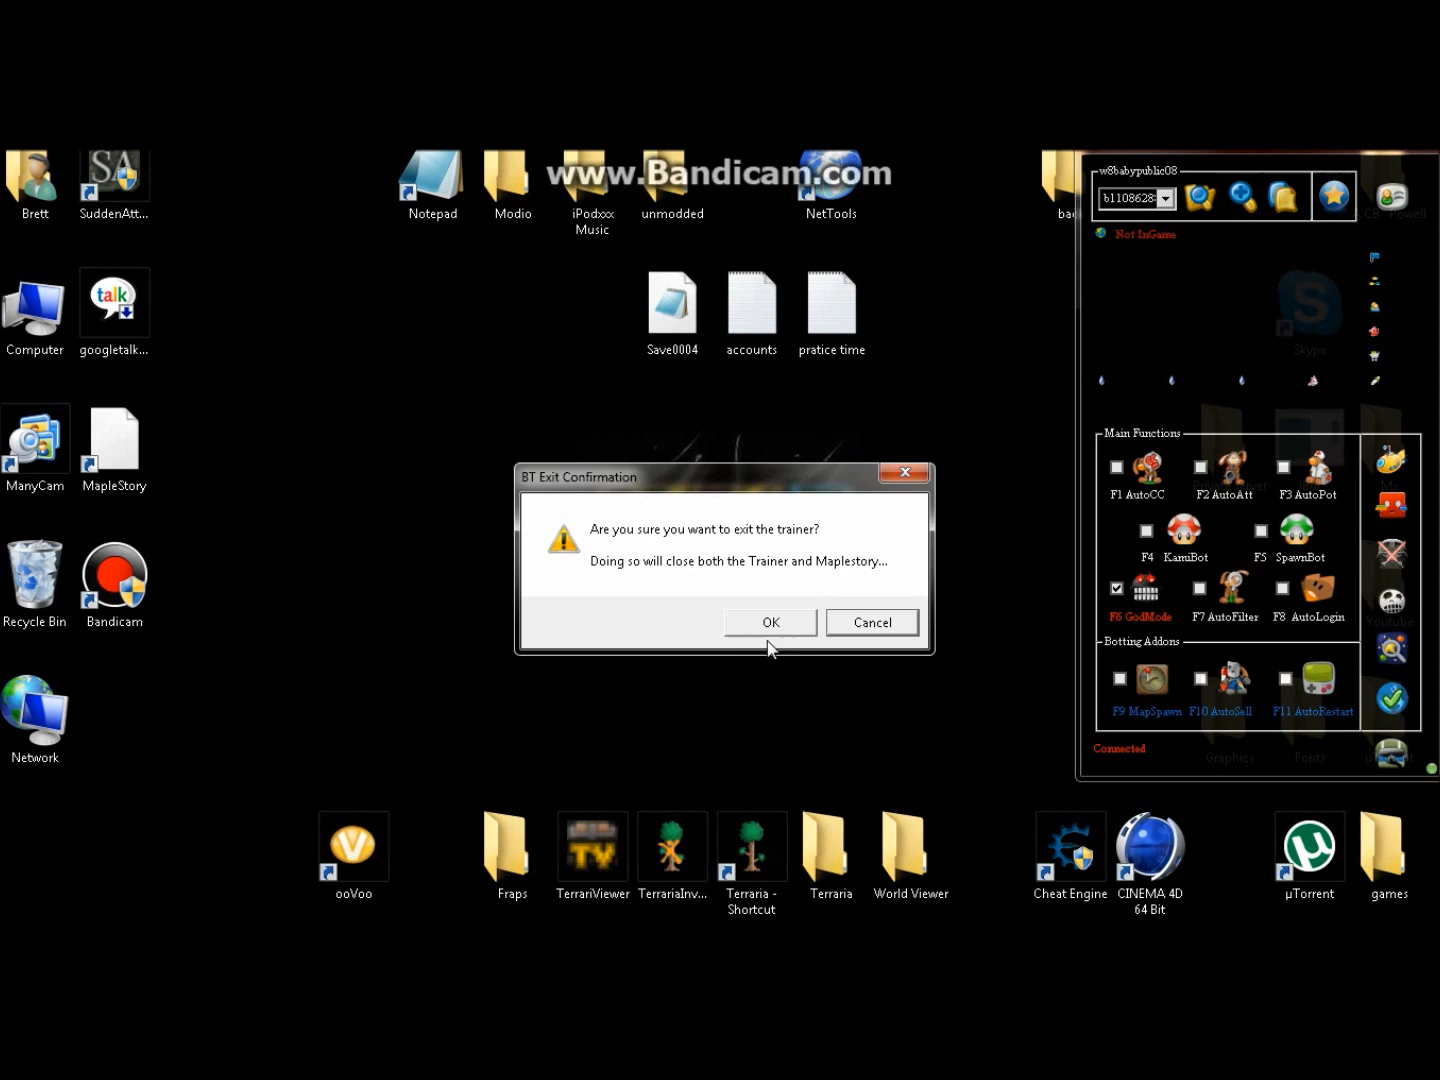 www.Bandicam.com
Brett
SuddenAtt...
Notepad
Modio
iPodxxx
Music
unmodded
NetTools
w8babypublic08
b1108628
Powell
Not InGame
Computer
talk
googletalk...
Save0004
accounts
pratice time
Skype
ManyCam
MapleStory
Main Functions
F1 AutoCC
F2 AutoAtt
F3 AutoPot
F4 KamiBot
F5 SpawnBot
F6 GodMode
F7 AutoFilter
F8 AutoLogin
Youtube
BT Exit Confirmation
Are you sure you want to exit the trainer?
Doing so will close both the Trainer and Maplestory...
OK
Cancel
Recycle Bin
Bandicam
Botting Addons
F9 MapSpawn
F10 AutoSell
F11 AutoRestart
Connected
Graphics
Fonts
Network
ooVoo
Fraps
TV
TerrariViewer
TerrariaInv...
Terraria -
Shortcut
Terraria
World Viewer
Cheat Engine
CINEMA 4D
64 Bit
µTorrent
games